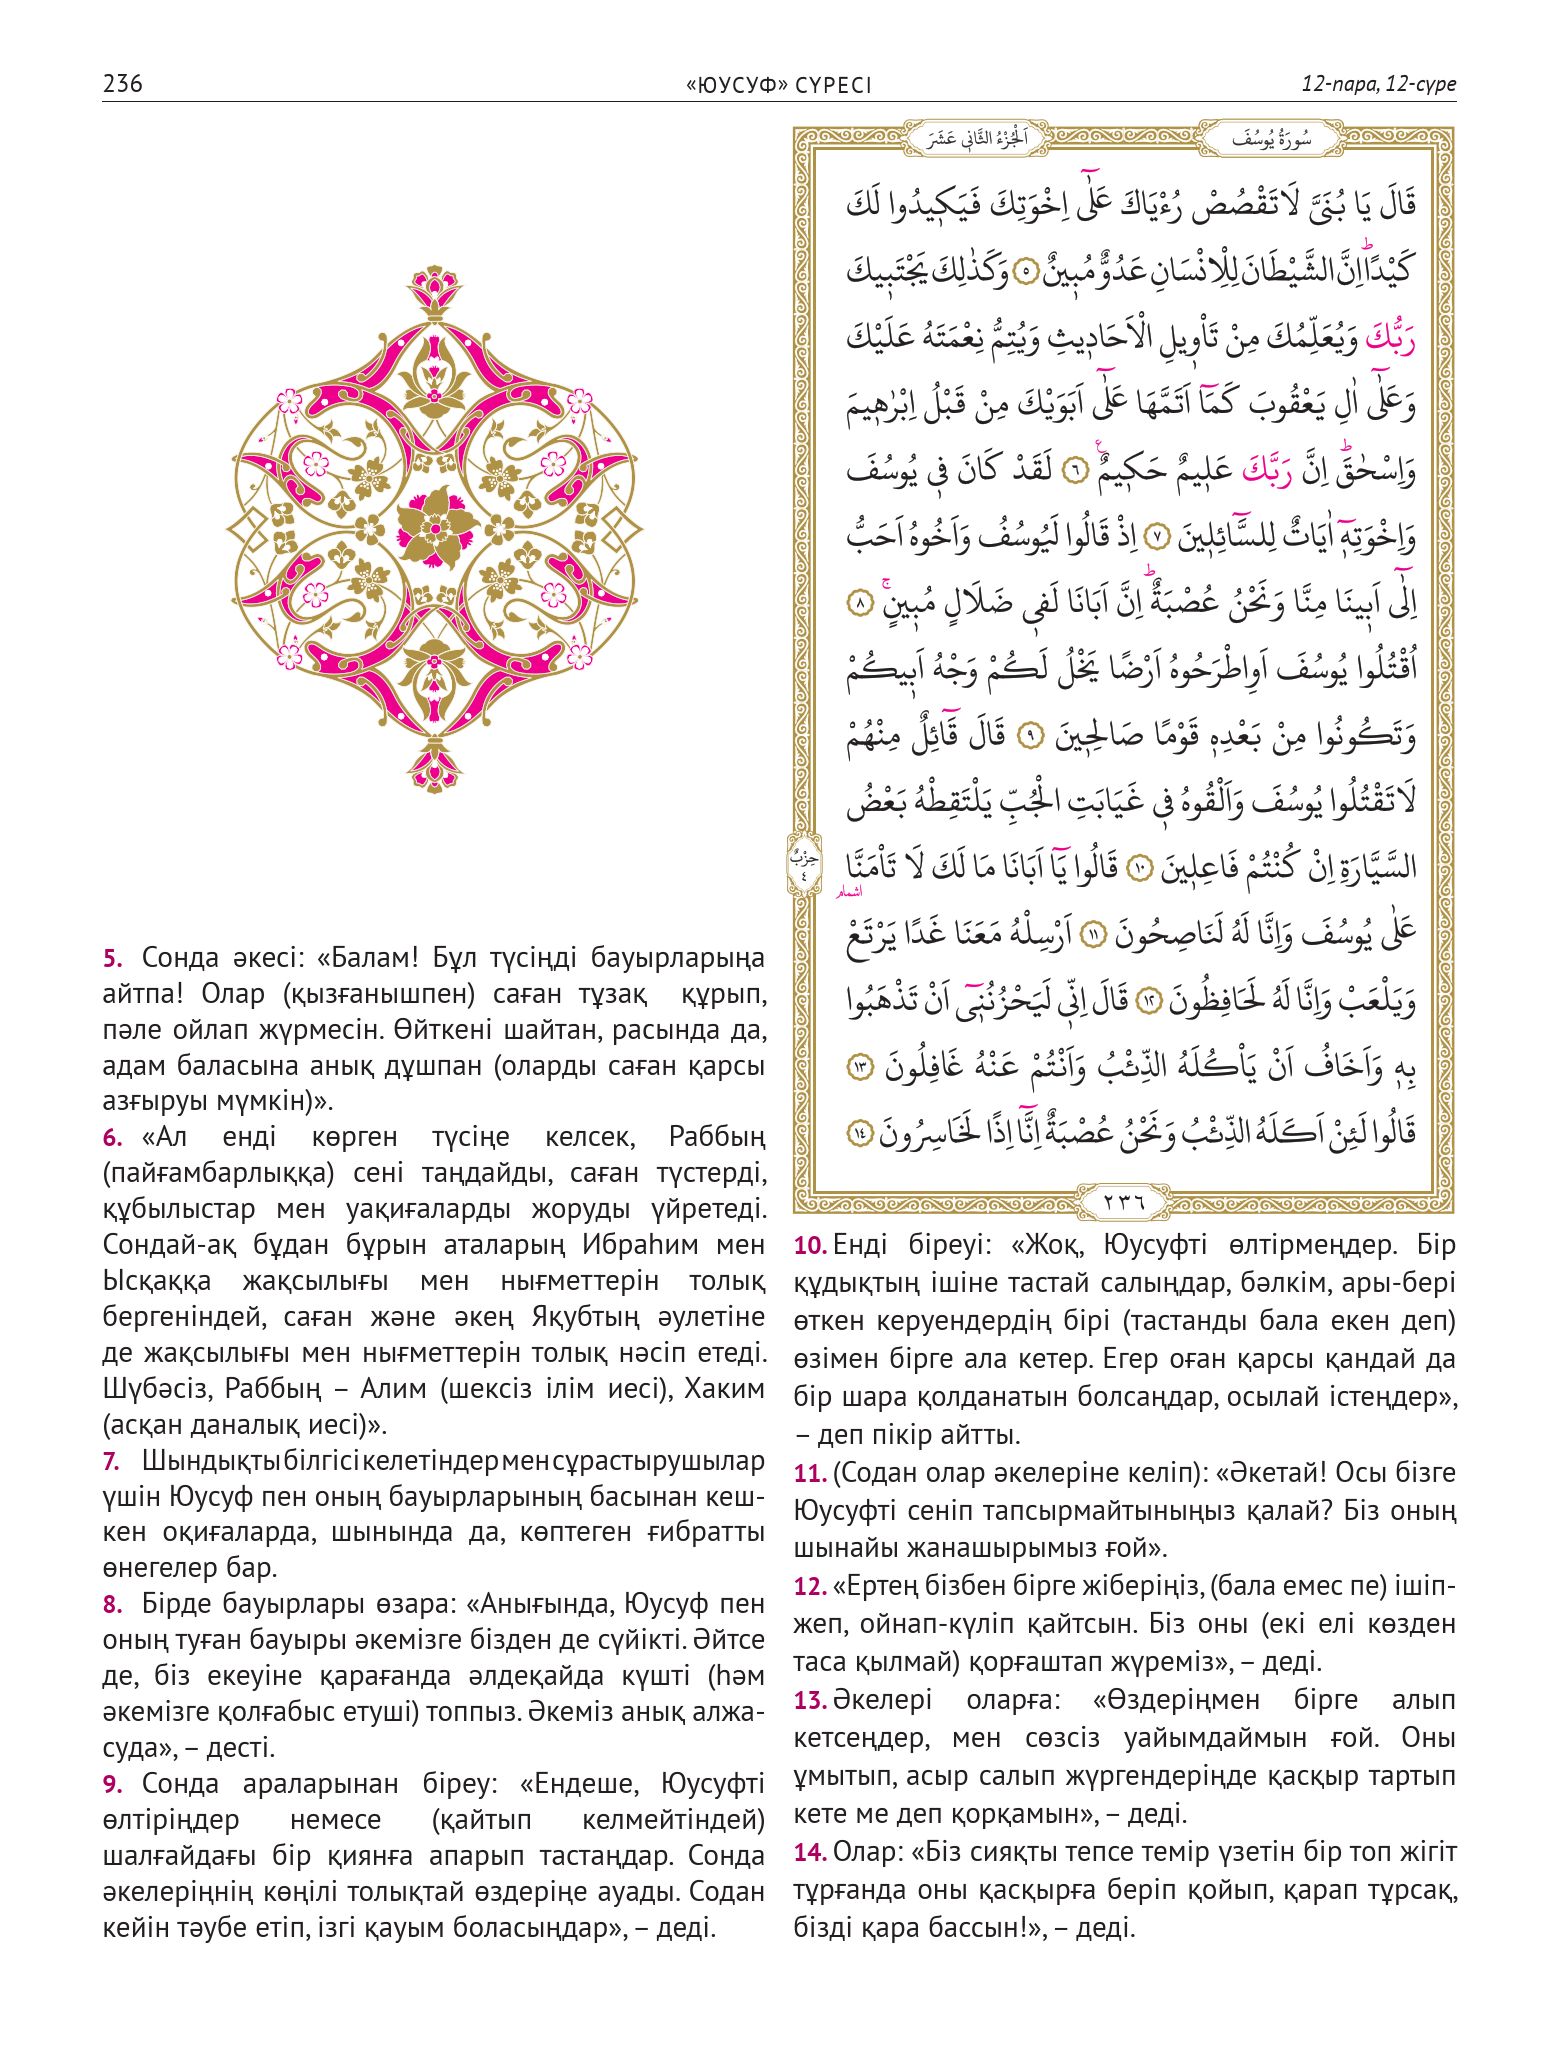 236
«ЮУСУФ» СҮРЕСІ
12-пара, 12-сүре
سُورَةُ يُوسُفَ
اَلْجُزْءُ الثَّانٖي عَشَرَ
قَالَ يَا بُنَيَّ لَا تَقْصُصْ رُءْيَاكَ عَلٰٓى اِخْوَتِكَ فَيَكٖيدُوا لَكَ
كَيْدًاؕ اِنَّ الشَّيْطَانَ لِلْاِنْسَانِ عَدُوٌّ مُبٖينٌ ﴿٥﴾ وَكَذٰلِكَ يَجْتَبٖيكَ
رَبُّكَ وَيُعَلِّمُكَ مِنْ تَأْوٖيلِ الْاَحَادٖيثِ وَيُتِمُّ نِعْمَتَهُ عَلَيْكَ
وَعَلٰٓى اٰلِ يَعْقُوبَ كَمَٓا اَتَمَّهَا عَلٰٓى اَبَوَيْكَ مِنْ قَبْلُ اِبْرٰهٖيمَ
وَاِسْحٰقَؕ اِنَّ رَبَّكَ عَلٖيمٌ حَكٖيمٌࣖ ﴿٦﴾ لَقَدْ كَانَ فٖي يُوسُفَ
وَاِخْوَتِهٖٓ اٰيَاتٌ لِلسَّٓائِلٖينَ ﴿٧﴾ اِذْ قَالُوا لَيُوسُفُ وَاَخُوهُ اَحَبُّ
اِلٰٓى اَبٖينَا مِنَّا وَنَحْنُ عُصْبَةٌؕ اِنَّ اَبَانَا لَفٖي ضَلَالٍ مُبٖينٍۚ ﴿٨﴾
اُقْتُلُوا يُوسُفَ اَوِاطْرَحُوهُ اَرْضًا يَخْلُ لَكُمْ وَجْهُ اَبٖيكُمْ
وَتَكُونُوا مِنْ بَعْدِهٖ قَوْمًا صَالِحٖينَ ﴿٩﴾ قَالَ قَٓائِلٌ مِنْهُمْ
لَا تَقْتُلُوا يُوسُفَ وَاَلْقُوهُ فٖي غَيَابَتِ الْجُبِّ يَلْتَقِطْهُ بَعْضُ
السَّيَّارَةِ اِنْ كُنْتُمْ فَاعِلٖينَ ﴿١٠﴾ قَالُوا يَٓا اَبَانَا مَا لَكَ لَا تَأْمَنَّا
اشمام
حِزْبٌ
٤
عَلٰى يُوسُفَ وَاِنَّا لَهُ لَنَاصِحُونَ ﴿١١﴾ اَرْسِلْهُ مَعَنَا غَدًا يَرْتَعْ
وَيَلْعَبْ وَاِنَّا لَهُ لَحَافِظُونَ ﴿١٢﴾ قَالَ اِنّٖي لَيَحْزُنُنٖٓي اَنْ تَذْهَبُوا
بِهٖ وَاَخَافُ اَنْ يَأْكُلَهُ الذِّئْبُ وَاَنْتُمْ عَنْهُ غَافِلُونَ ﴿١٣﴾
قَالُوا لَئِنْ اَكَلَهُ الذِّئْبُ وَنَحْنُ عُصْبَةٌ اِنَّٓا اِذًا لَخَاسِرُونَ ﴿١٤﴾
٢٣٦
5. Сонда әкесі: «Балам! Бұл түсіңді бауырларыңа
айтпа! Олар (қызғанышпен) саған тұзақ құрып,
пәле ойлап жүрмесін. Өйткені шайтан, расында да,
адам баласына анық дұшпан (оларды саған қарсы
азғыруы мүмкін)».
6. «Ал енді көрген түсіңе келсек, Раббың
(пайғамбарлыққа) сені таңдайды, саған түстерді,
құбылыстар мен уақиғаларды жоруды үйретеді.
Сондай-ақ бұдан бұрын аталарың Ибраһим мен
Ысқаққа жақсылығы мен нығметтерін толық
бергеніндей, саған және әкең Яқубтың әулетіне
де жақсылығы мен нығметтерін толық нәсіп етеді.
Шүбәсіз, Раббың – Алим (шексіз ілім иесі), Хаким
(асқан даналық иесі)».
7. Шындықты білгісі келетіндер мен сұрастырушылар
үшін Юусуф пен оның бауырларының басынан кеш-
кен оқиғаларда, шынында да, көптеген ғибратты
өнегелер бар.
8. Бірде бауырлары өзара: «Анығында, Юусуф пен
оның туған бауыры әкемізге бізден де сүйікті. Әйтсе
де, біз екеуіне қарағанда әлдеқайда күшті (һәм
әкемізге қолғабыс етуші) топпыз. Әкеміз анық алжа-
суда», – десті.
9. Сонда араларынан біреу: «Ендеше, Юусуфті
өлтіріңдер немесе (қайтып келмейтіндей)
шалғайдағы бір қиянға апарып тастаңдар. Сонда
әкелеріңнің көңілі толықтай өздеріңе ауады. Содан
кейін тәубе етіп, ізгі қауым боласыңдар», – деді.
10. Енді біреуі: «Жоқ, Юусуфті өлтірмеңдер. Бір
құдықтың ішіне тастай салыңдар, бәлкім, ары-бері
өткен керуендердің бірі (тастанды бала екен деп)
өзімен бірге ала кетер. Егер оған қарсы қандай да
бір шара қолданатын болсаңдар, осылай істеңдер»,
– деп пікір айтты.
11. (Содан олар әкелеріне келіп): «Әкетай! Осы бізге
Юусуфті сеніп тапсырмайтыныңыз қалай? Біз оның
шынайы жанашырымыз ғой».
12. «Ертең бізбен бірге жіберіңіз, (бала емес пе) ішіп-
жеп, ойнап-күліп қайтсын. Біз оны (екі елі көзден
таса қылмай) қорғаштап жүреміз», – деді.
13. Әкелері оларға: «Өздеріңмен бірге алып
кетсеңдер, мен сөзсіз уайымдаймын ғой. Оны
ұмытып, асыр салып жүргендеріңде қасқыр тартып
кете ме деп қорқамын», – деді.
14. Олар: «Біз сияқты тепсе темір үзетін бір топ жігіт
тұрғанда оны қасқырға беріп қойып, қарап тұрсақ,
бізді қара бассын!», – деді.